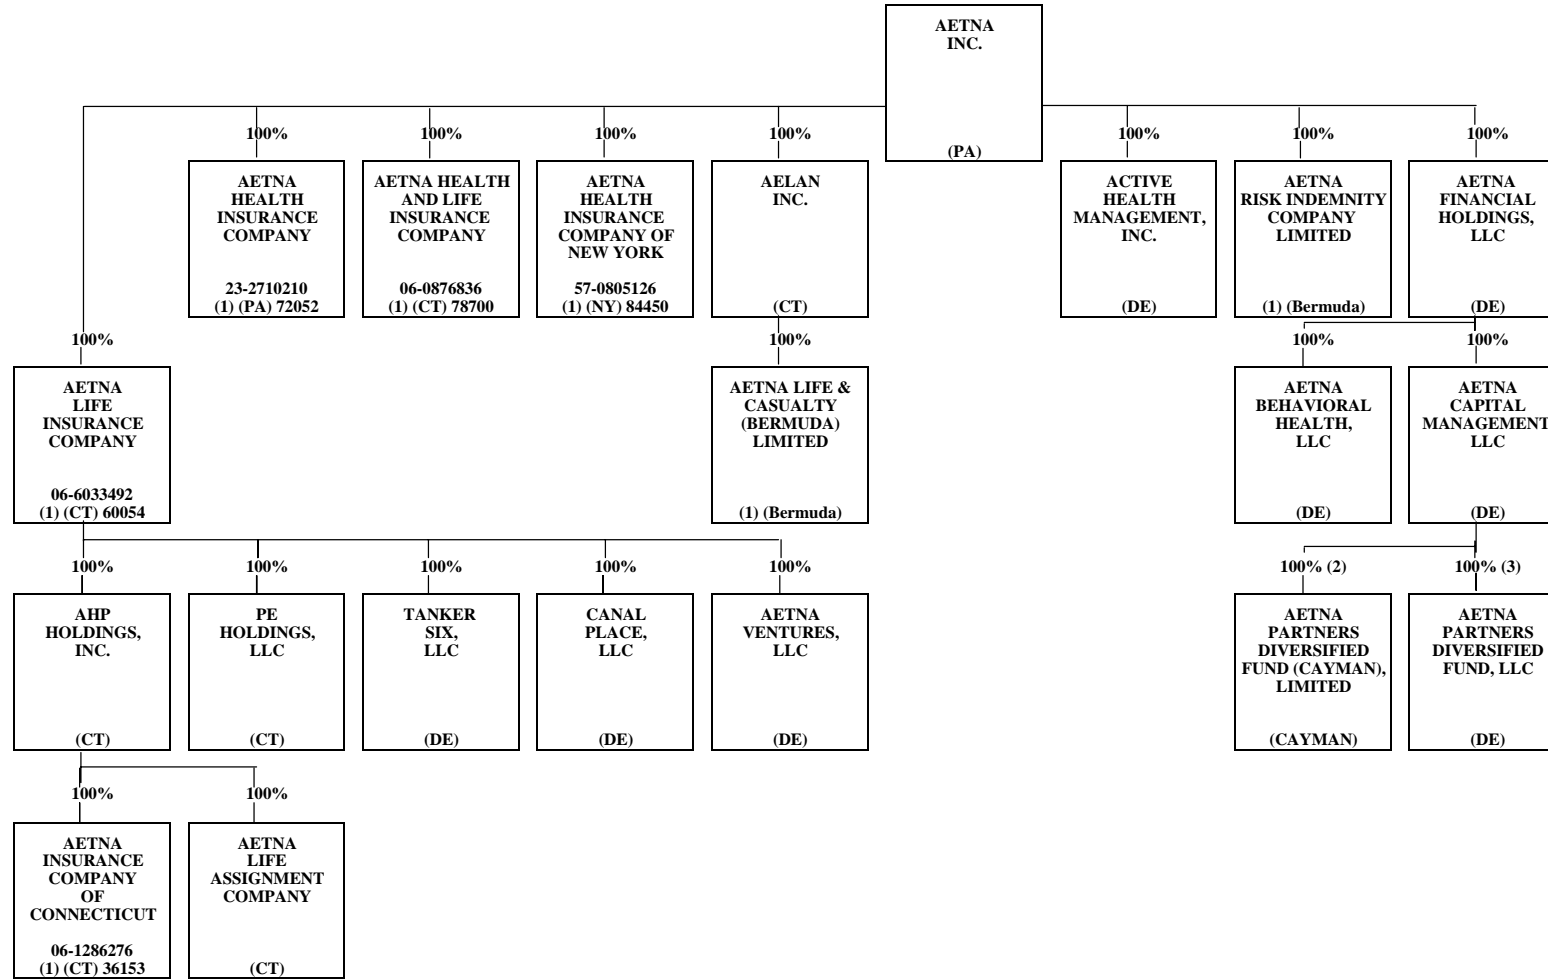 AETNA
INC.
(PA)
100%
100%
100%
100%
100%
100%
100%
AETNA
HEALTH
INSURANCE
COMPANY
23-2710210
(1) (PA) 72052
AETNA HEALTH
AND LIFE
INSURANCE
COMPANY
06-0876836
(1) (CT) 78700
AETNA
HEALTH
INSURANCE
COMPANY OF
NEW YORK
57-0805126
(1) (NY) 84450
AELAN
INC.
(CT)
ACTIVE
HEALTH
MANAGEMENT,
INC.
(DE)
AETNA
RISK INDEMNITY
COMPANY
LIMITED
(1) (Bermuda)
AETNA
FINANCIAL
HOLDINGS,
LLC
(DE)
100%
100%
100%
100%
AETNA
LIFE
INSURANCE
COMPANY
06-6033492
(1) (CT) 60054
AETNA LIFE &
CASUALTY
(BERMUDA)
LIMITED
(1) (Bermuda)
AETNA
BEHAVIORAL
HEALTH,
LLC
(DE)
AETNA
CAPITAL
MANAGEMENT
LLC
(DE)
100%
100%
100%
100%
100%
100% (2)
100% (3)
AHP
HOLDINGS,
INC.
(CT)
PE
HOLDINGS,
LLC
(CT)
TANKER
SIX,
LLC
(DE)
CANAL
PLACE,
LLC
(DE)
AETNA
VENTURES,
LLC
(DE)
AETNA
PARTNERS
DIVERSIFIED
FUND (CAYMAN),
LIMITED
(CAYMAN)
AETNA
PARTNERS
DIVERSIFIED
FUND, LLC
(DE)
100%
100%
AETNA
INSURANCE
COMPANY
OF
CONNECTICUT
06-1286276
(1) (CT) 36153
AETNA
LIFE
ASSIGNMENT
COMPANY
(CT)